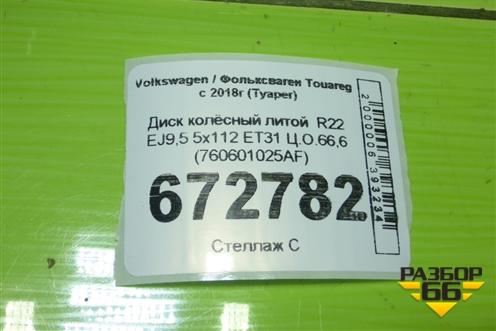 Volkswagen / Фольксваген Touareg
с 2018г (Туарег)
Диск колёсный литой R22
EJ9,5 5x112 ET31 Ц.О.66,6
(760601025AF)
672782
Стеллаж С
2000006393234
РАЗБОР
66